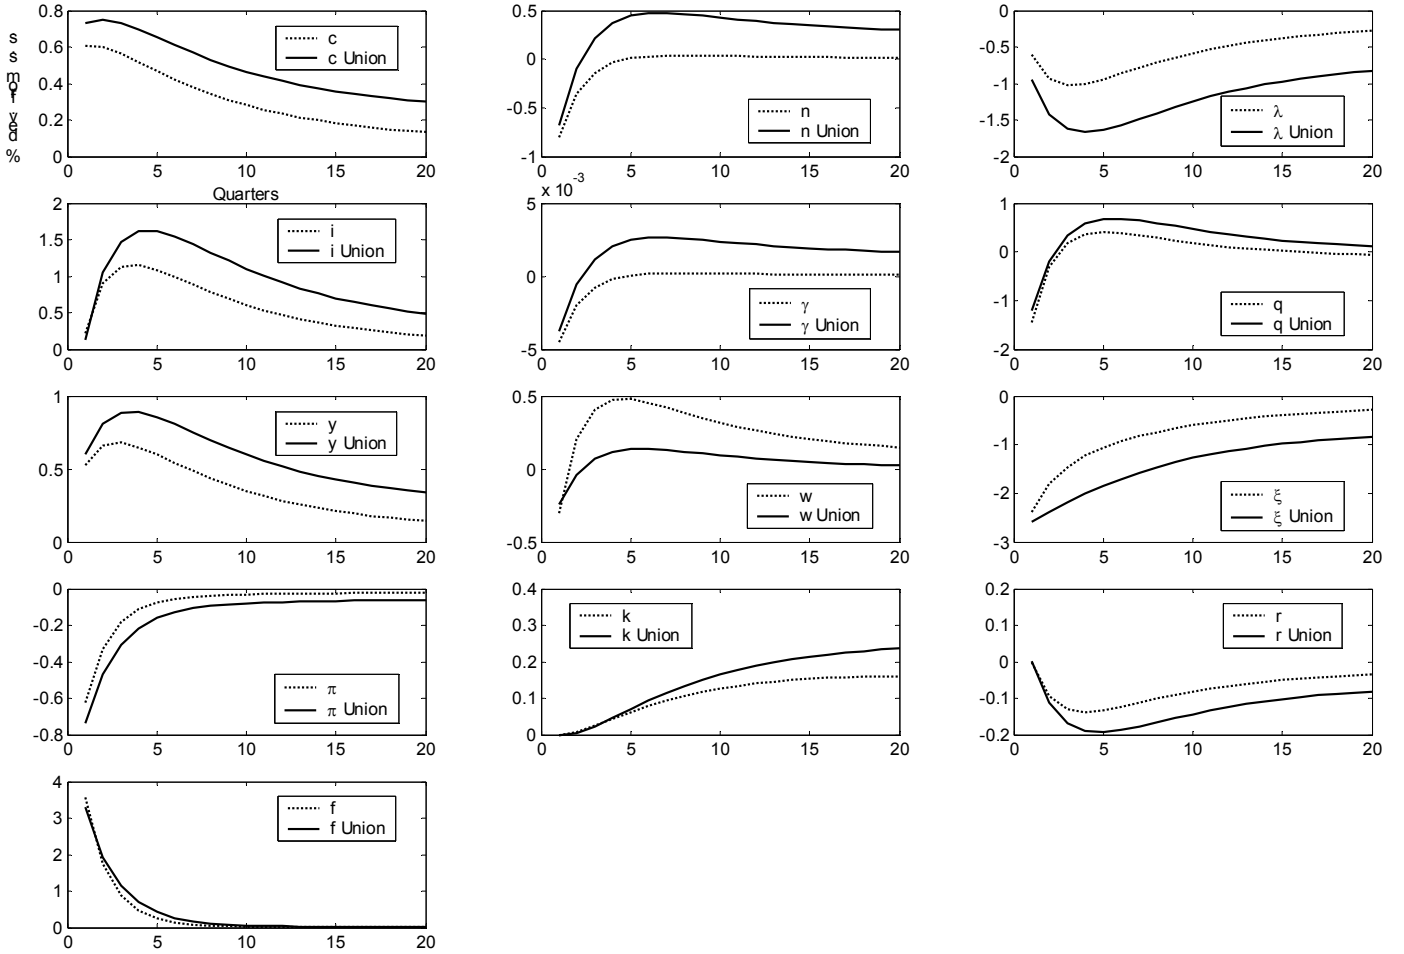 % dev. from s.s.
0.8
0.6
0.4
0.2
0
c
c Union
0 5 10 15 20
Quarters
0.5
0
-0.5
-1
n
n Union
0 5 10 15 20
0
-0.5
-1
-1.5
-2
λ
λ Union
0 5 10 15 20
2
1.5
1
0.5
0
i
i Union
0 5 10 15 20
x 10^-3
5
0
-5
γ
γ Union
0 5 10 15 20
1
0
-1
-2
q
q Union
0 5 10 15 20
1
0.5
0
y
y Union
0 5 10 15 20
0.5
0
-0.5
w
w Union
0 5 10 15 20
0
-1
-2
-3
ξ
ξ Union
0 5 10 15 20
0
-0.2
-0.4
-0.6
-0.8
π
π Union
0 5 10 15 20
0.4
0.3
0.2
0.1
0
k
k Union
0 5 10 15 20
0.2
0.1
0
-0.1
-0.2
r
r Union
0 5 10 15 20
4
3
2
1
0
f
f Union
0 5 10 15 20